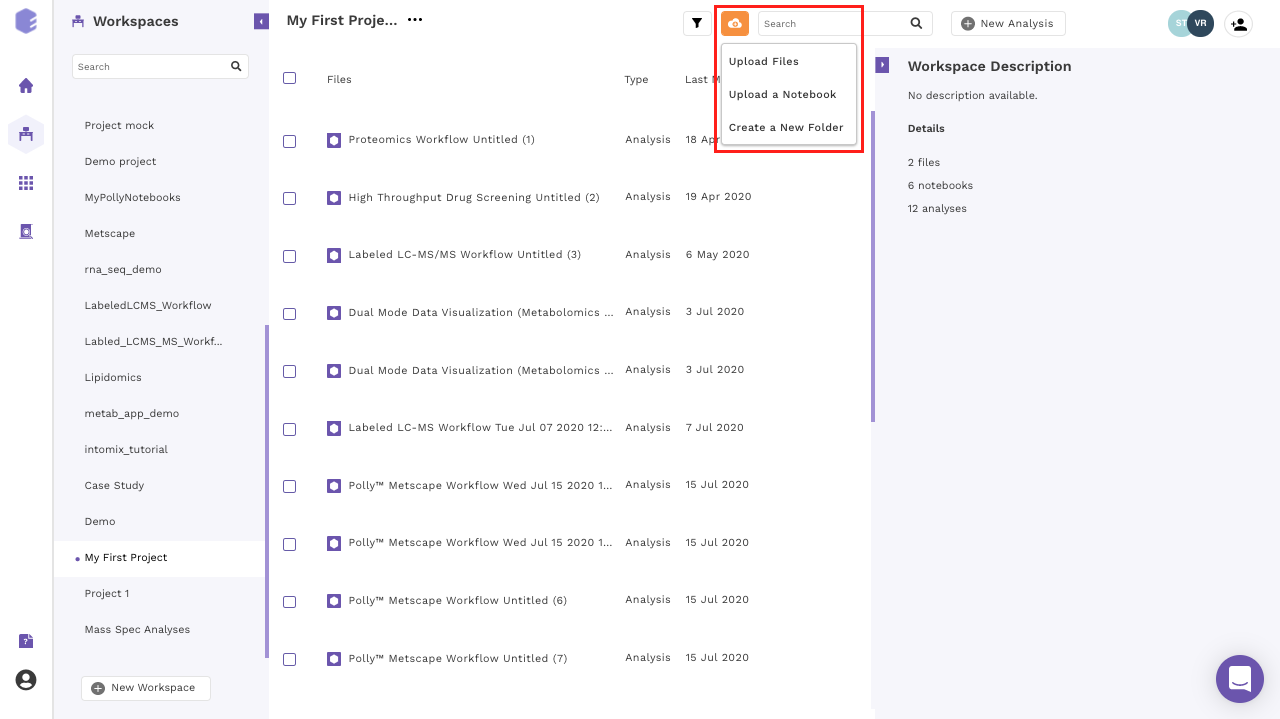 Workspaces
Search
Project mock
Demo project
MyPollyNotebooks
Metscape
rna_seq_demo
LabeledLCMS_Workflow
Labled_LCMS_MS_Workf...
Lipidomics
metab_app_demo
intomix_tutorial
Case Study
Demo
My First Project
Project 1
Mass Spec Analyses
New Workspace
My First Proje...
Search
New Analysis
ST
VR
Upload Files
Upload a Notebook
Create a New Folder
Files Type Last M
Proteomics Workflow Untitled (1) Analysis 18 Apr
High Throughput Drug Screening Untitled (2) Analysis 19 Apr 2020
Labeled LC-MS/MS Workflow Untitled (3) Analysis 6 May 2020
Dual Mode Data Visualization (Metabolomics ... Analysis 3 Jul 2020
Dual Mode Data Visualization (Metabolomics ... Analysis 3 Jul 2020
Labeled LC-MS Workflow Tue Jul 07 2020 12:... Analysis 7 Jul 2020
Polly™ Metscape Workflow Wed Jul 15 2020 1... Analysis 15 Jul 2020
Polly™ Metscape Workflow Wed Jul 15 2020 1... Analysis 15 Jul 2020
Polly™ Metscape Workflow Untitled (6) Analysis 15 Jul 2020
Polly™ Metscape Workflow Untitled (7) Analysis 15 Jul 2020
Workspace Description
No description available.
Details
2 files
6 notebooks
12 analyses